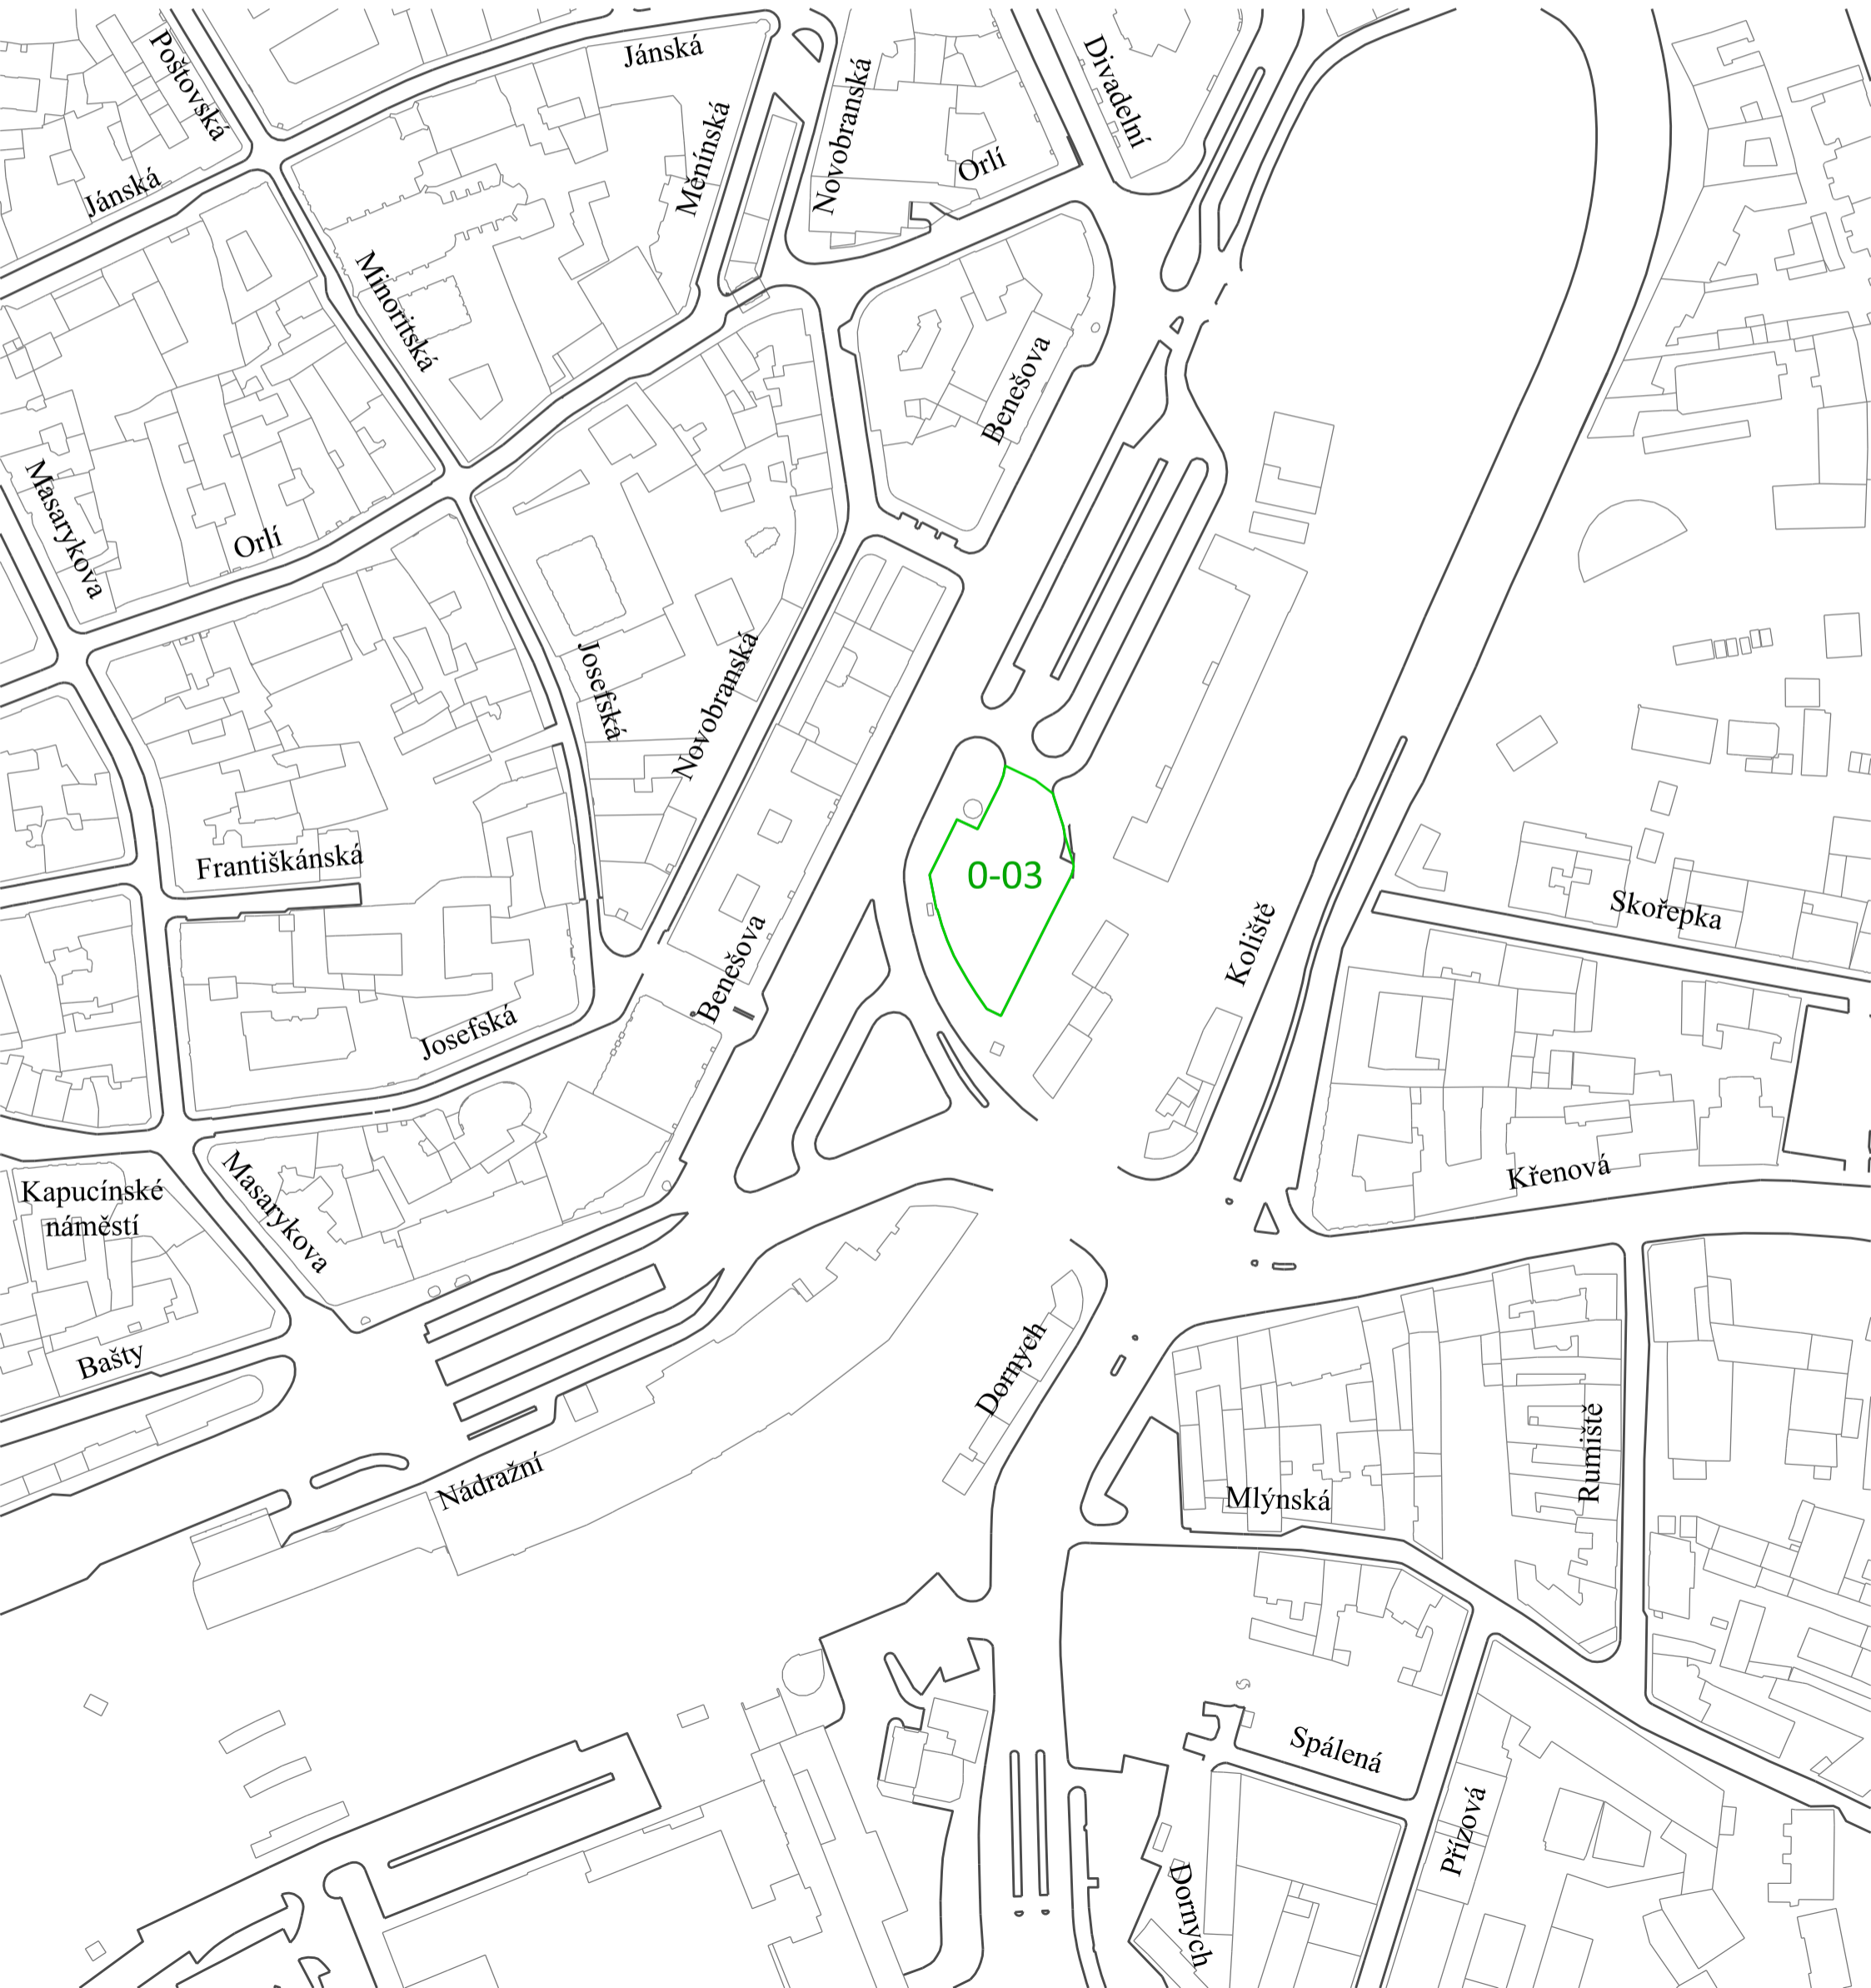 Poštovská
Jánská
Jánská
Měnínská
Novobranská
Orlí
Divadelní
Minoritská
Benešova
Masarykova
Orlí
Josefská
Novobranská
Františkánská
0-03
Benešova
Koliště
Skořepka
Josefská
Křenová
Kapucínské
náměstí
Masarykova
Bašty
Dornych
Nádražní
Mlýnská
Rumiště
Spálená
Přízová
Dornych